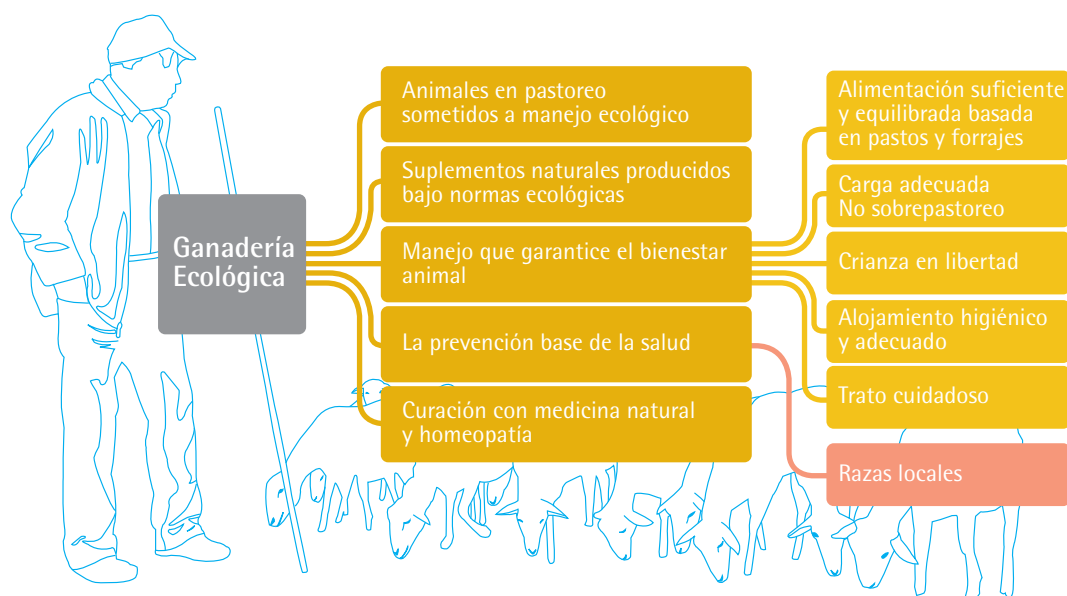 Ganadería
Ecológica
Animales en pastoreo
sometidos a manejo ecológico
Suplementos naturales producidos
bajo normas ecológicas
Manejo que garantice el bienestar
animal
La prevención base de la salud
Curación con medicina natural
y homeopatía
Alimentación suficiente
y equilibrada basada
en pastos y forrajes
Carga adecuada
No sobrepastoreo
Crianza en libertad
Alojamiento higiénico
y adecuado
Trato cuidadoso
Razas locales